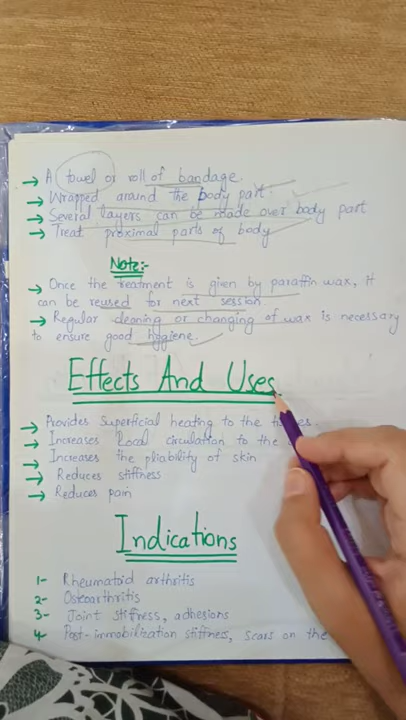 → A towel or roll of bandage.
→ Wrapped around the body part.
→ Several layers can be made over body part
→ Treat proximal parts of body
Note:-
→ Once the treatment is given by paraffin wax, it
can be reused for next session.
→ Regular cleaning or changing of wax is necessary
to ensure good hygiene.
Effects And Uses
→ Provides Superficial heating to the tissues.
→ Increases Local circulation to the
→ Increases the pliability of skin
→ Reduces stiffness
→ Reduces pain
Indications
1- Rheumatoid arthritis
2- Osteoarthritis
3- Joint stiffness, adhesions
4- Post-immobilization stiffness, scars on the